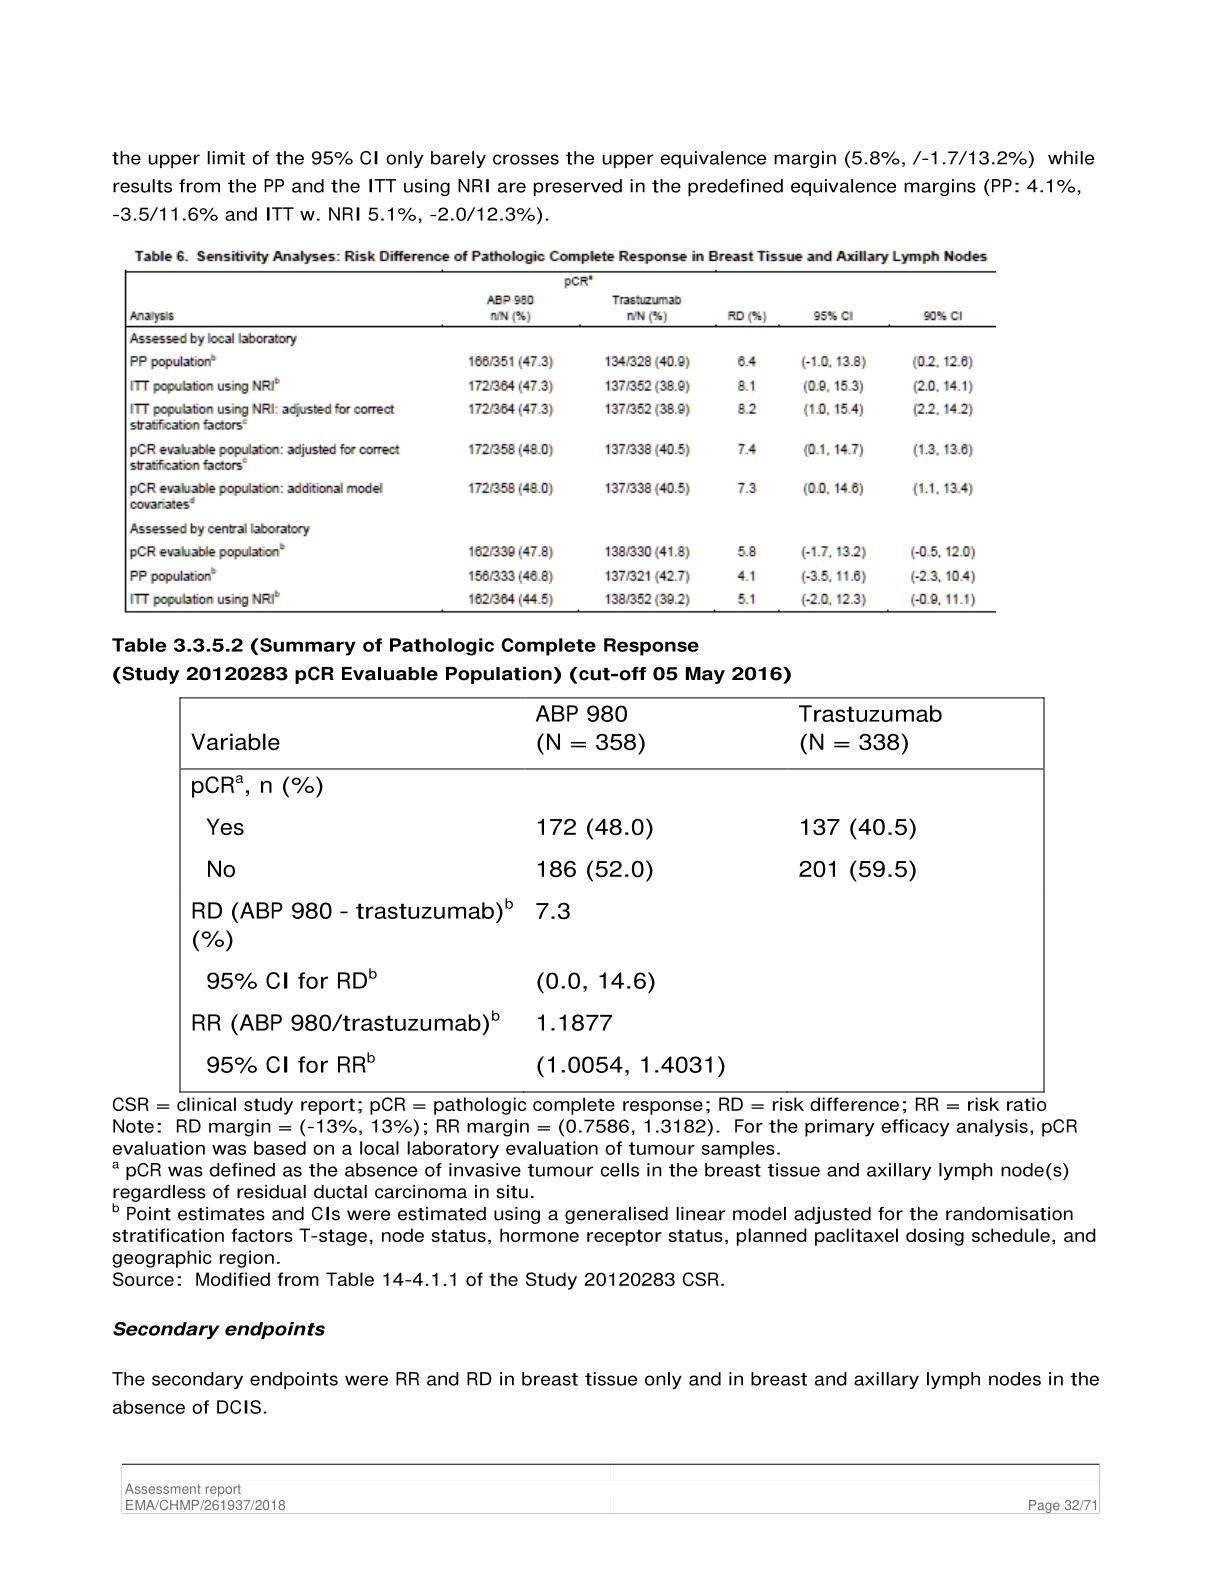 the upper limit of the 95% CI only barely crosses the upper equivalence margin (5.8%, /-1.7/13.2%)  while
results from the PP and the ITT using NRI are preserved in the predefined equivalence margins (PP: 4.1%,
-3.5/11.6% and ITT w. NRI 5.1%, -2.0/12.3%).
Table 6.  Sensitivity Analyses: Risk Difference of Pathologic Complete Response in Breast Tissue and Axillary Lymph Nodes
pCRᵃ
ABP 980 Trastuzumab
Analysis n/N (%) n/N (%) RD (%) 95% CI 90% CI
Assessed by local laboratory
PP populationᵇ 166/351 (47.3) 134/328 (40.9) 6.4 (-1.0, 13.8) (0.2, 12.6)
ITT population using NRIᵇ 172/364 (47.3) 137/352 (38.9) 8.1 (0.9, 15.3) (2.0, 14.1)
ITT population using NRI: adjusted for correct 172/364 (47.3) 137/352 (38.9) 8.2 (1.0, 15.4) (2.2, 14.2)
stratification factorsᶜ
pCR evaluable population: adjusted for correct 172/358 (48.0) 137/338 (40.5) 7.4 (0.1, 14.7) (1.3, 13.6)
stratification factorsᶜ
pCR evaluable population: additional model 172/358 (48.0) 137/338 (40.5) 7.3 (0.0, 14.6) (1.1, 13.4)
covariatesᵈ
Assessed by central laboratory
pCR evaluable populationᵇ 162/339 (47.8) 138/330 (41.8) 5.8 (-1.7, 13.2) (-0.5, 12.0)
PP populationᵇ 156/333 (46.8) 137/321 (42.7) 4.1 (-3.5, 11.6) (-2.3, 10.4)
ITT population using NRIᵇ 162/364 (44.5) 138/352 (39.2) 5.1 (-2.0, 12.3) (-0.9, 11.1)
Table 3.3.5.2 (Summary of Pathologic Complete Response
(Study 20120283 pCR Evaluable Population) (cut-off 05 May 2016)
ABP 980 Trastuzumab
Variable (N = 358) (N = 338)
pCRᵃ, n (%)
Yes 172 (48.0) 137 (40.5)
No 186 (52.0) 201 (59.5)
RD (ABP 980 - trastuzumab)ᵇ 7.3
(%)
95% CI for RDᵇ (0.0, 14.6)
RR (ABP 980/trastuzumab)ᵇ 1.1877
95% CI for RRᵇ (1.0054, 1.4031)
CSR = clinical study report; pCR = pathologic complete response; RD = risk difference; RR = risk ratio
Note:  RD margin = (-13%, 13%); RR margin = (0.7586, 1.3182).  For the primary efficacy analysis, pCR
evaluation was based on a local laboratory evaluation of tumour samples.
ᵃ pCR was defined as the absence of invasive tumour cells in the breast tissue and axillary lymph node(s)
regardless of residual ductal carcinoma in situ.
ᵇ Point estimates and CIs were estimated using a generalised linear model adjusted for the randomisation
stratification factors T-stage, node status, hormone receptor status, planned paclitaxel dosing schedule, and
geographic region.
Source:  Modified from Table 14-4.1.1 of the Study 20120283 CSR.
Secondary endpoints
The secondary endpoints were RR and RD in breast tissue only and in breast and axillary lymph nodes in the
absence of DCIS.
Assessment report
EMA/CHMP/261937/2018 Page 32/71